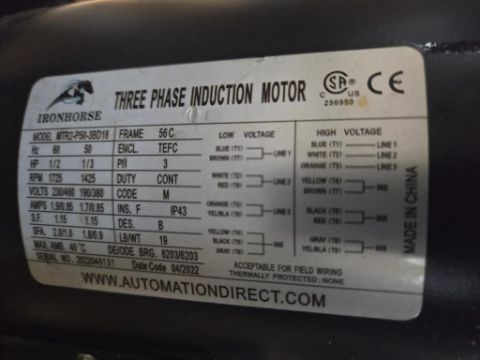 IRONHORSE
THREE PHASE INDUCTION MOTOR
CSA US
256950
CE
MODEL MTR2-P50-3BD18 FRAME 56C
Hz 60 50 ENCL. TEFC
HP 1/2 1/3 PH 3
RPM 1725 1425 DUTY CONT
VOLTS 230/460 190/380 CODE M
AMPS 1.9/0.95 1.7/0.85 INS. F IP43
S.F. 1.15 1.15 DES. B
SFA 2.0/1.0 1.8/0.9 LB/WT 19
MAX. AMB. 40 °C DE/ODE BRG. 6203/6203
SERIAL NO. 2022040131 Date Code 04/2022
LOW VOLTAGE
BLUE (T1)
BROWN (T7)
LINE 1
WHITE (T2)
RED (T8)
LINE 2
ORANGE (T3)
YEL/BLA (T9)
LINE 3
YELLOW (T4)
BLACK (T5)
GRAY (T6)
INS
HIGH VOLTAGE
BLUE (T1) LINE 1
WHITE (T2) LINE 2
ORANGE (T3) LINE 3
YELLOW (T4)
BROWN (T7)
INS
BLACK (T5)
RED (T8)
INS
GRAY (T6)
YEL/BLA (T9)
INS
ACCEPTABLE FOR FIELD WIRING
THERMALLY PROTECTED : NONE
MADE IN CHINA
WWW.AUTOMATIONDIRECT.COM